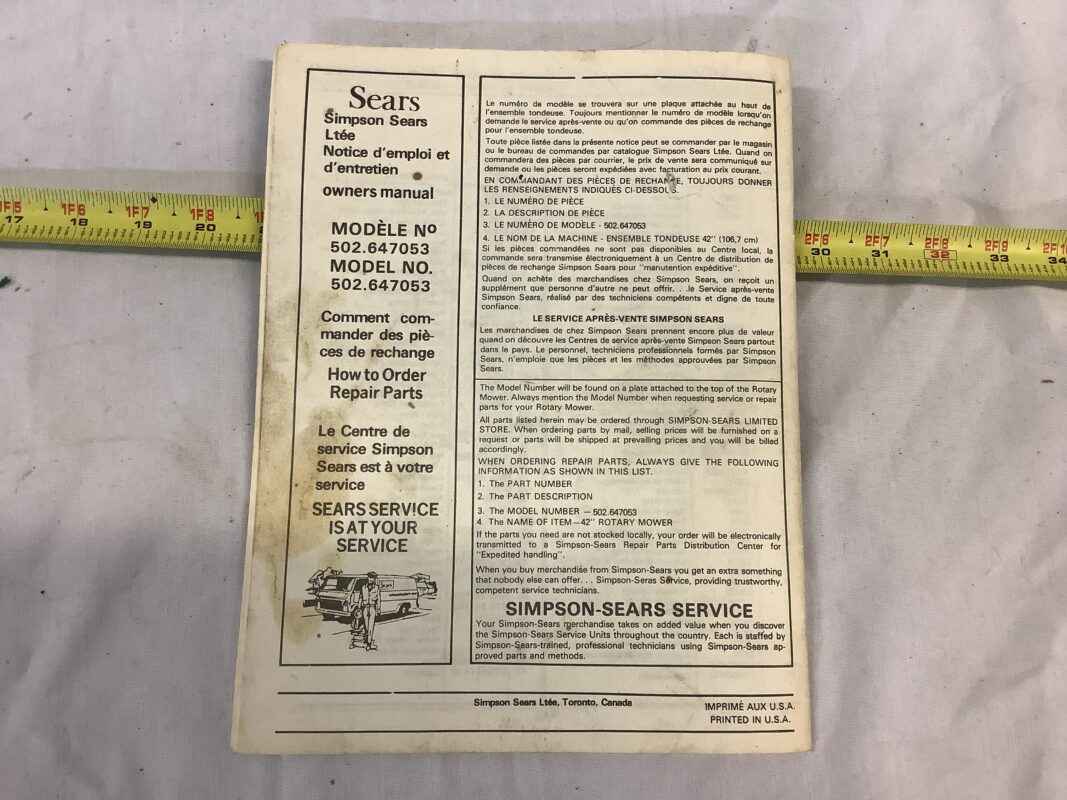 Sears
Simpson Sears
Ltée
Notice d'emploi et
d'entretien
owners manual
MODÈLE Nº
502.647053
MODEL NO.
502.647053
Comment com-
mander des piè-
ces de rechange
How to Order
Repair Parts
Le Centre de
service Simpson
Sears est à votre
service
SEARS SERVICE
IS AT YOUR
SERVICE
Le numéro de modèle se trouvera sur une plaque attachée au haut de
l'ensemble tondeuse. Toujours mentionner le numéro de modèle lorsqu'on
demande le service après-vente ou qu'on commande des pièces de rechange
pour l'ensemble tondeuse.
Toute pièce listée dans la présente notice peut se commander par le magasin
ou le bureau de commandes par catalogue Simpson Sears Ltée. Quand on
commandera des pièces par courrier, le prix de vente sera communiqué sur
demande ou les pièces seront expédiées avec facturation au prix courant.
EN COMMANDANT DES PIÈCES DE RECHANGE, TOUJOURS DONNER
LES RENSEIGNEMENTS INDIQUES CI-DESSOUS.
1. LE NUMÉRO DE PIÈCE
2. LA DESCRIPTION DE PIÈCE
3. LE NUMÉRO DE MODÈLE - 502.647053
4. LE NOM DE LA MACHINE - ENSEMBLE TONDEUSE 42" (106,7 cm)
Si les pièces commandées ne sont pas disponibles au Centre local, la
commande sera transmise électroniquement à un Centre de distribution de
pièces de rechange Simpson Sears pour "manutention expéditive".
Quand on achète des marchandises chez Simpson Sears, on reçoit un
supplément que personne d'autre ne peut offrir. . .le Service après-vente
Simpson Sears, réalisé par des techniciens compétents et digne de toute
confiance.
LE SERVICE APRÈS-VENTE SIMPSON SEARS
Les marchandises de chez Simpson Sears prennent encore plus de valeur
quand on découvre les Centres de service après-vente Simpson Sears partout
dans le pays. Le personnel, techniciens professionnels formés par Simpson
Sears, n'emploie que les pièces et les méthodes approuvées par Simpson
Sears.
The Model Number will be found on a plate attached to the top of the Rotary
Mower. Always mention the Model Number when requesting service or repair
parts for your Rotary Mower.
All parts listed herein may be ordered through SIMPSON-SEARS LIMITED
STORE. When ordering parts by mail, selling prices will be furnished on a
request or parts will be shipped at prevailing prices and you will be billed
accordingly.
WHEN ORDERING REPAIR PARTS, ALWAYS GIVE THE FOLLOWING
INFORMATION AS SHOWN IN THIS LIST.
1. The PART NUMBER
2. The PART DESCRIPTION
3. The MODEL NUMBER — 502.647053
4. The NAME OF ITEM — 42" ROTARY MOWER
If the parts you need are not stocked locally, your order will be electronically
transmitted to a Simpson-Sears Repair Parts Distribution Center for
"Expedited handling".
When you buy merchandise from Simpson-Sears you get an extra something
that nobody else can offer. . . Simpson-Seras Service, providing trustworthy,
competent service technicians.
SIMPSON-SEARS SERVICE
Your Simpson-Sears merchandise takes on added value when you discover
the Simpson-Sears Service Units throughout the country. Each is staffed by
Simpson-Sears-trained, professional technicians using Simpson-Sears ap-
proved parts and methods.
Simpson Sears Ltée, Toronto, Canada
IMPRIMÉ AUX U.S.A.
PRINTED IN U.S.A.
1F6 1F7 1F8
17 18 19 20
2F6 2F7 2F8 2F9 2F10
30 31 32 33 34